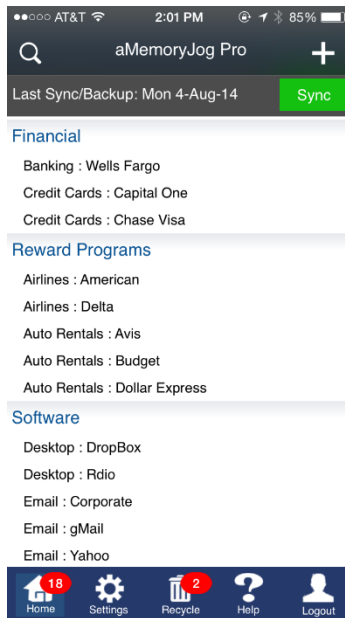 AT&T 2:01 PM 85%
aMemoryJog Pro
Last Sync/Backup: Mon 4-Aug-14 Sync
Financial
Banking : Wells Fargo
Credit Cards : Capital One
Credit Cards : Chase Visa
Reward Programs
Airlines : American
Airlines : Delta
Auto Rentals : Avis
Auto Rentals : Budget
Auto Rentals : Dollar Express
Software
Desktop : DropBox
Desktop : Rdio
Email : Corporate
Email : gMail
Email : Yahoo
18 2
Home Settings Recycle Help Logout